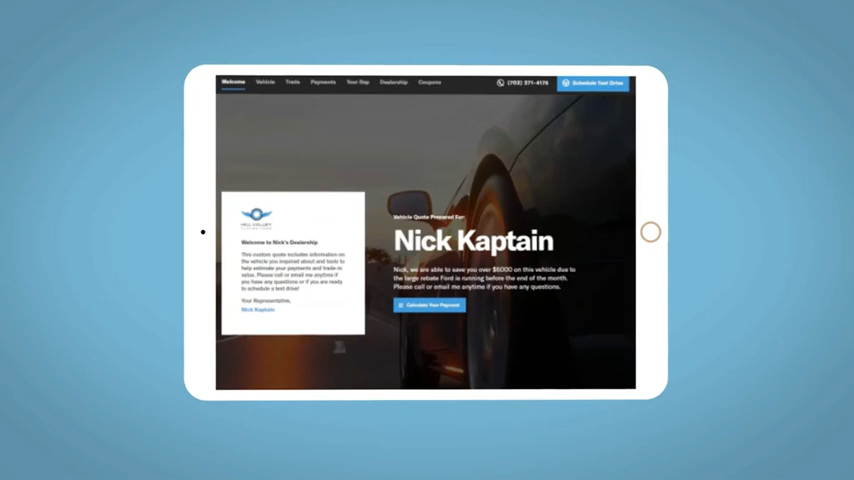 Welcome Vehicle Trade Payments Your Rep Dealership Coupons (702) 371-4176 Schedule Test Drive
HILL VALLEY
Welcome to Nick's Dealership
This custom quote includes information on
the vehicle you inquired about and tools to
help estimate your payments and trade-in
value. Please call or email me anytime if
you have any questions or if you are ready
to schedule a test drive!
Your Representative,
Nick Kaptain
Vehicle Quote Prepared For:
Nick Kaptain
Nick, we are able to save you over $6000 on this vehicle due to
the large rebate Ford is running before the end of the month.
Please call or email me anytime if you have any questions.
Calculate Your Payment